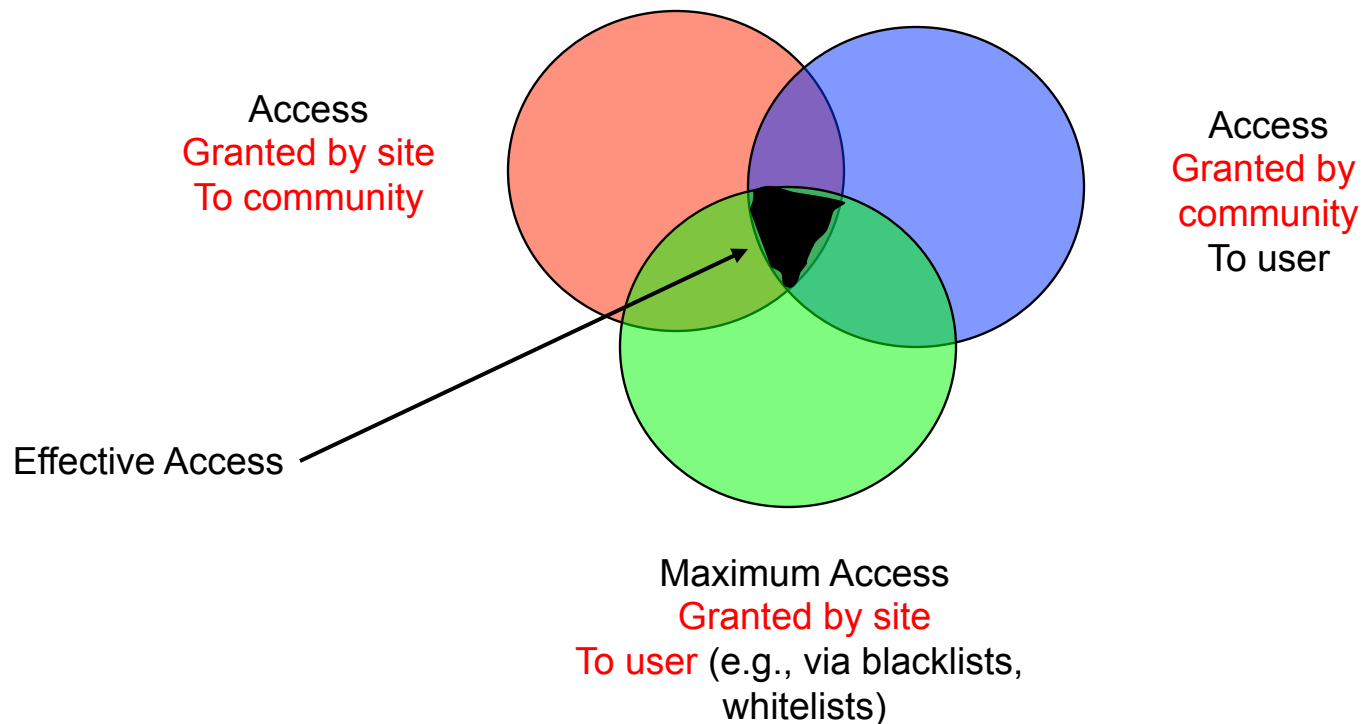 Access
Granted by site
To community
Access
Granted by
community
To user
Effective Access
Maximum Access
Granted by site
To user (e.g., via blacklists,
whitelists)